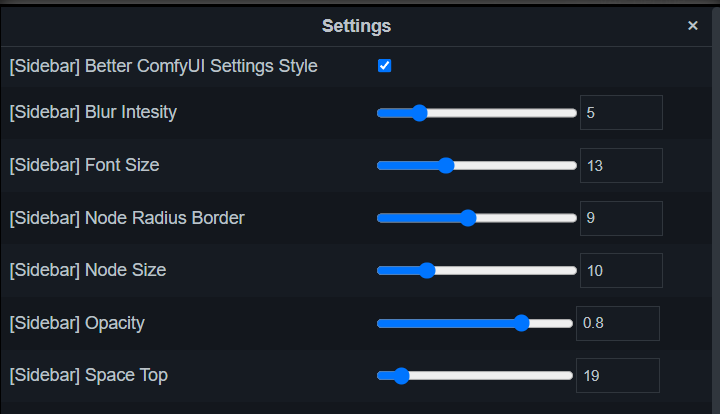 Settings ×
[Sidebar] Better ComfyUI Settings Style
[Sidebar] Blur Intesity 5
[Sidebar] Font Size 13
[Sidebar] Node Radius Border 9
[Sidebar] Node Size 10
[Sidebar] Opacity 0.8
[Sidebar] Space Top 19